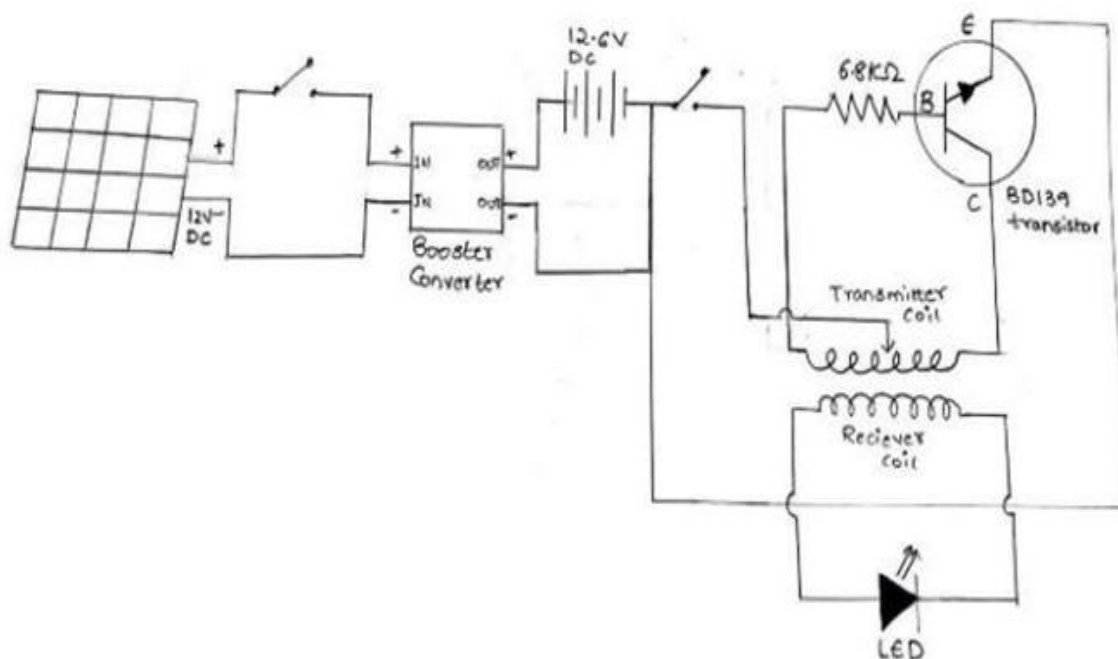 12.6V
DC
E
6.8KΩ
B
C
BD139
transistor
+
12V
DC
+
IN
OUT
+
-
IN
OUT
-
Booster
Converter
Transmitter
Coil
Reciever
Coil
LED